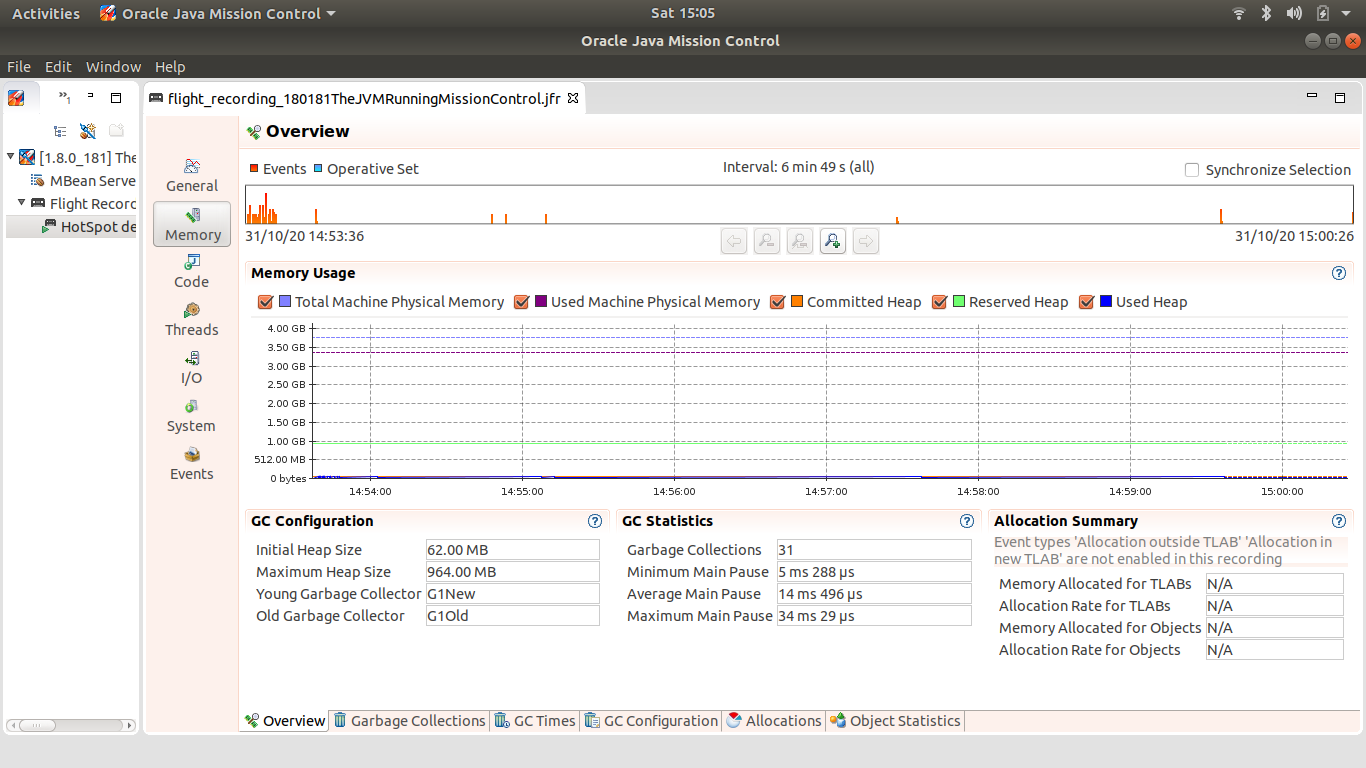 Activities Oracle Java Mission Control Sat 15:05
Oracle Java Mission Control
File Edit Window Help
»1
[1.8.0_181] The
MBean Serve
Flight Record
HotSpot de
flight_recording_180181TheJVMRunningMissionControl.jfr
General
Memory
Code
Threads
I/O
System
Events
Overview
Events Operative Set Interval: 6 min 49 s (all) Synchronize Selection
31/10/20 14:53:36 31/10/20 15:00:26
Memory Usage
Total Machine Physical Memory Used Machine Physical Memory Committed Heap Reserved Heap Used Heap
4.00 GB
3.50 GB
3.00 GB
2.50 GB
2.00 GB
1.50 GB
1.00 GB
512.00 MB
0 bytes
14:54:00 14:55:00 14:56:00 14:57:00 14:58:00 14:59:00 15:00:00
GC Configuration
Initial Heap Size 62.00 MB
Maximum Heap Size 964.00 MB
Young Garbage Collector G1New
Old Garbage Collector G1Old
GC Statistics
Garbage Collections 31
Minimum Main Pause 5 ms 288 µs
Average Main Pause 14 ms 496 µs
Maximum Main Pause 34 ms 29 µs
Allocation Summary
Event types 'Allocation outside TLAB' 'Allocation in
new TLAB' are not enabled in this recording
Memory Allocated for TLABs N/A
Allocation Rate for TLABs N/A
Memory Allocated for Objects N/A
Allocation Rate for Objects N/A
Overview Garbage Collections GC Times GC Configuration Allocations Object Statistics